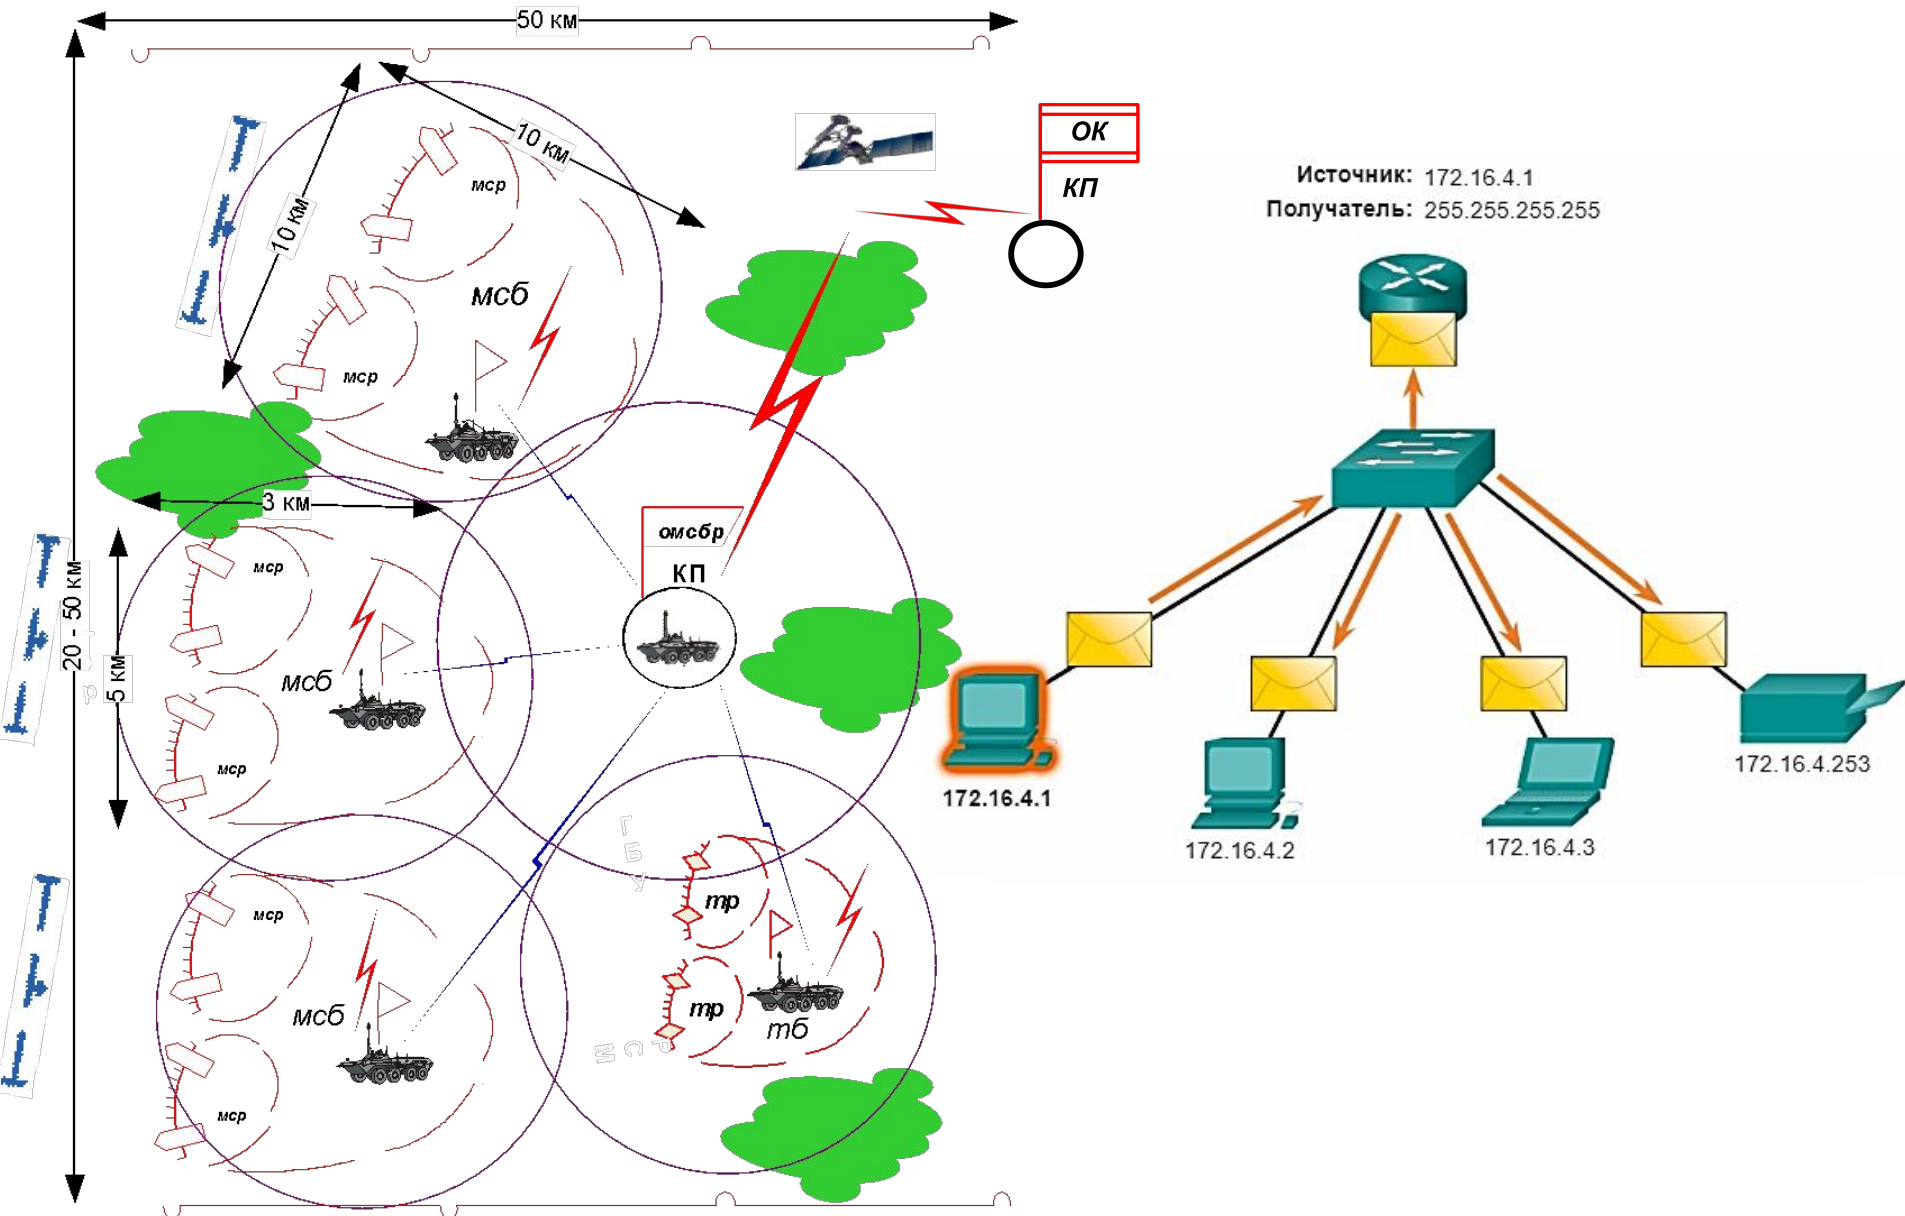 50 км
10 км
ОК
КП
мср
10 км
мсб
мср
Источник: 172.16.4.1
Получатель: 255.255.255.255
3 км
омсбр
КП
мср
20 - 50 км
5 км
мсб
мср
172.16.4.1
172.16.4.2
172.16.4.3
172.16.4.253
ГБУ
мср
тр
мсб
тр
тб
РСМ
мср